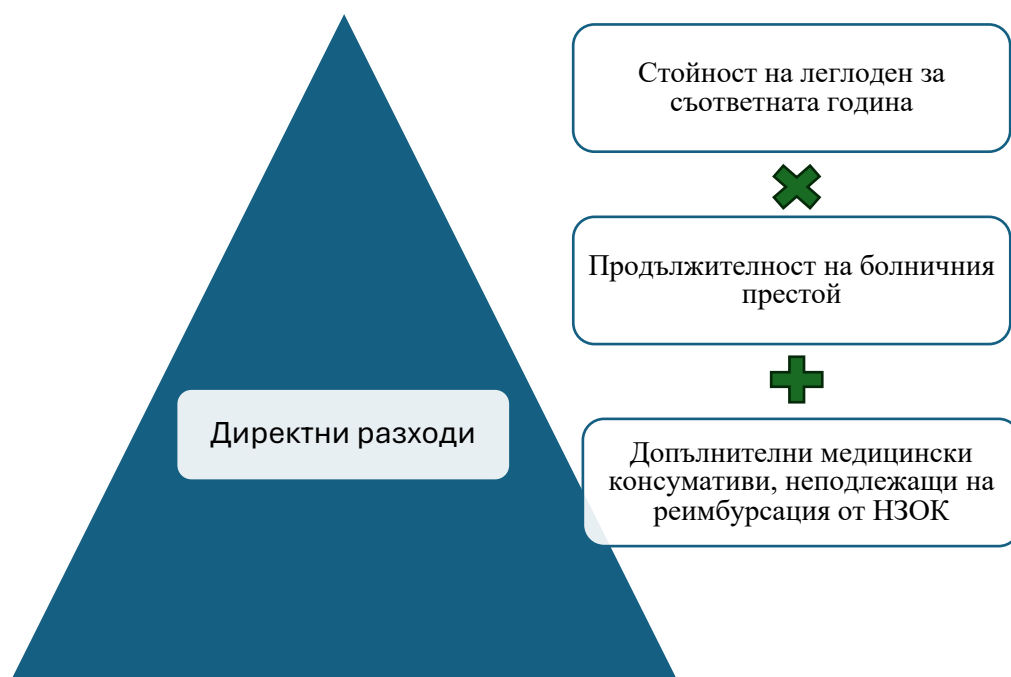 Стойност на леглоден за
съответната година
Продължителност на болничния
престой
Директни разходи
Допълнителни медицински
консумативи, неподлежащи на
реимбурсация от НЗОК